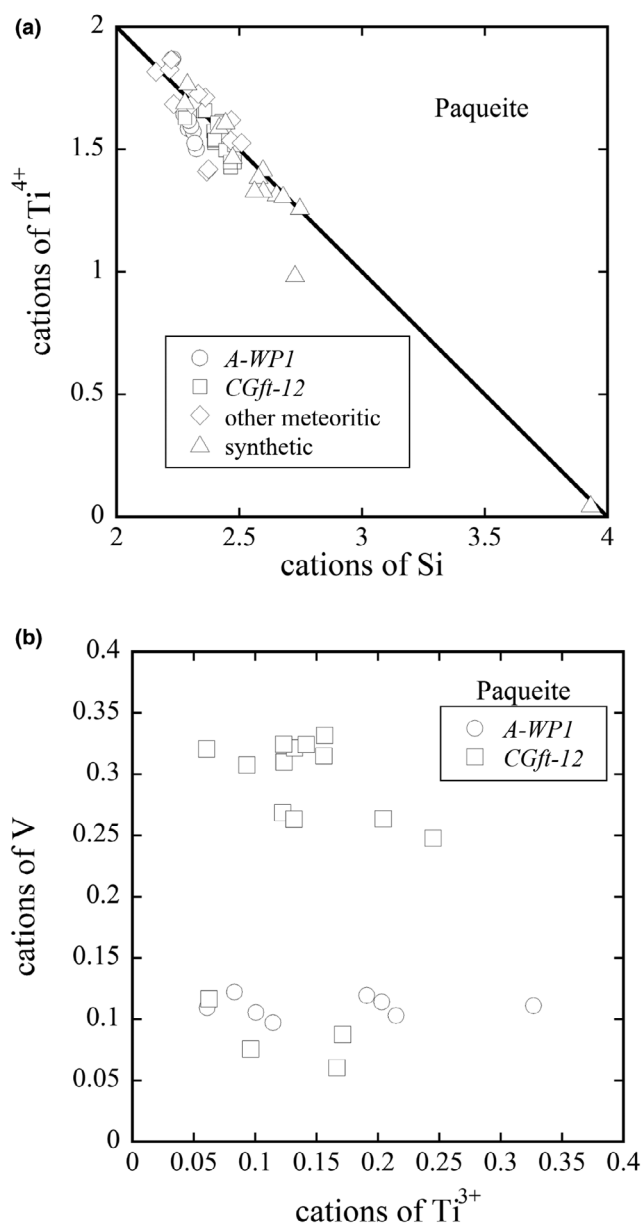 (a)
2
1.5
1
0.5
0
cations of Ti4+
Paqueite
A-WP1
CGft-12
other meteoritic
synthetic
2 2.5 3 3.5 4
cations of Si
(b)
0.4
0.35
0.3
0.25
0.2
0.15
0.1
0.05
0
cations of V
Paqueite
A-WP1
CGft-12
0 0.05 0.1 0.15 0.2 0.25 0.3 0.35 0.4
cations of Ti3+